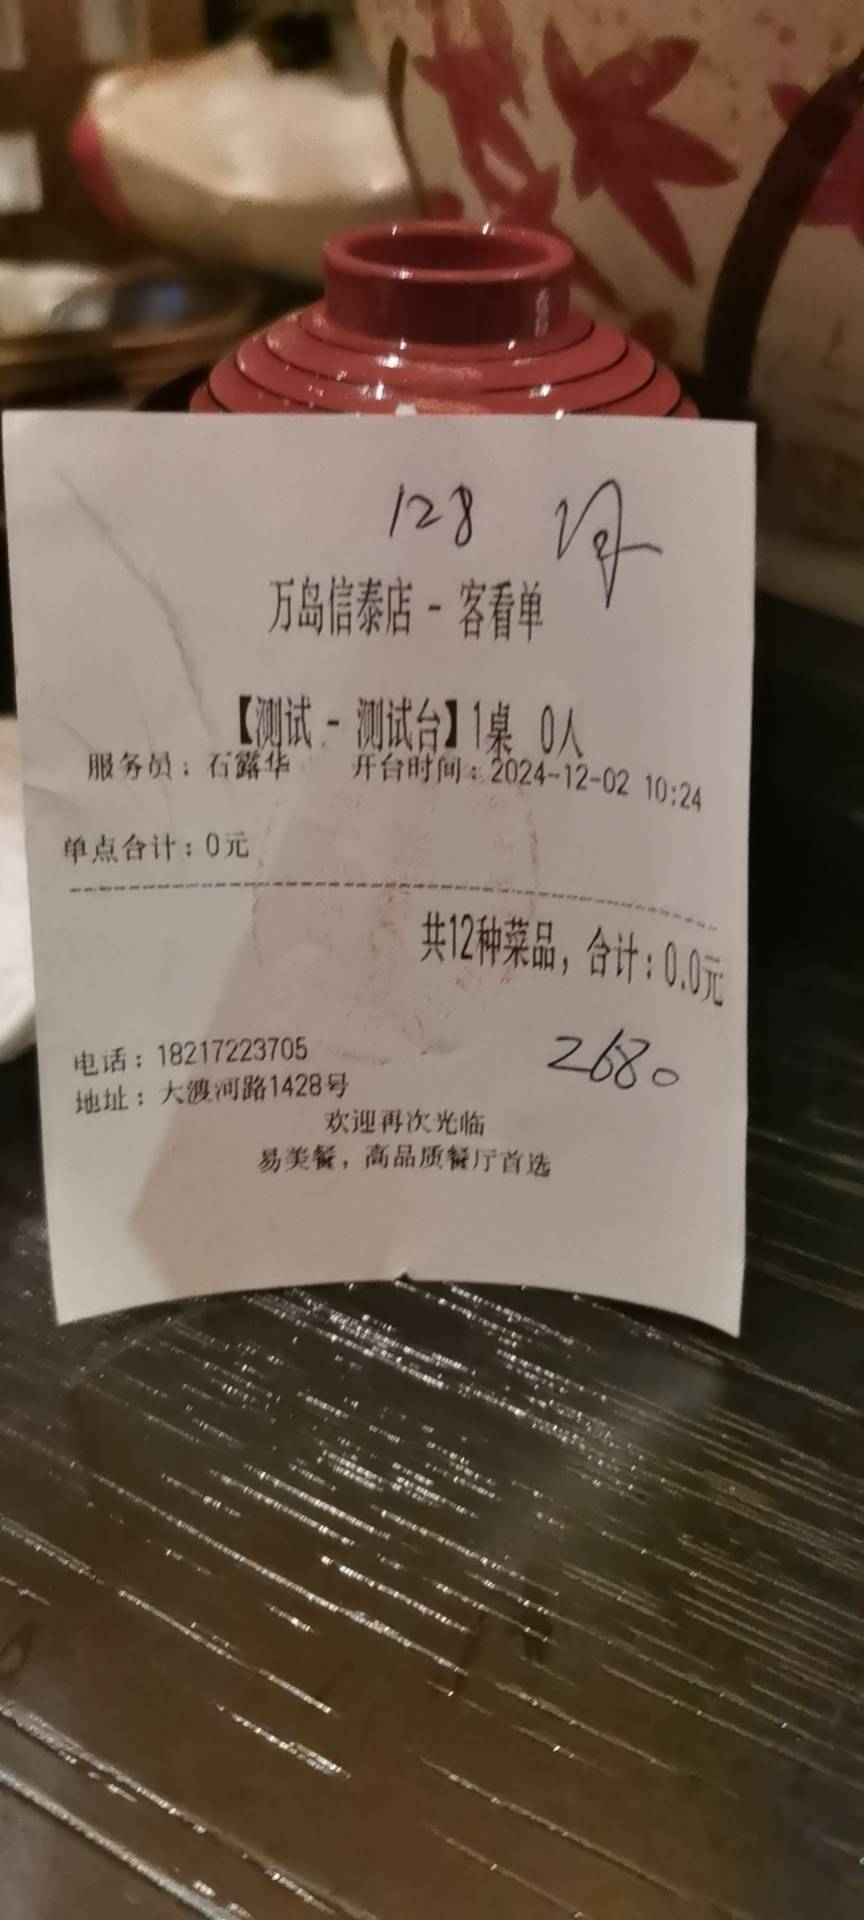 128
万岛信泰店 - 客看单
【测试 - 测试台】1桌 0人
服务员：石露华 开台时间：2024-12-02 10:24
单点合计：0元
共12种菜品，合计：0.0元
2680
电话：18217223705
地址：大渡河路1428号
欢迎再次光临
易美餐，高品质餐厅首选